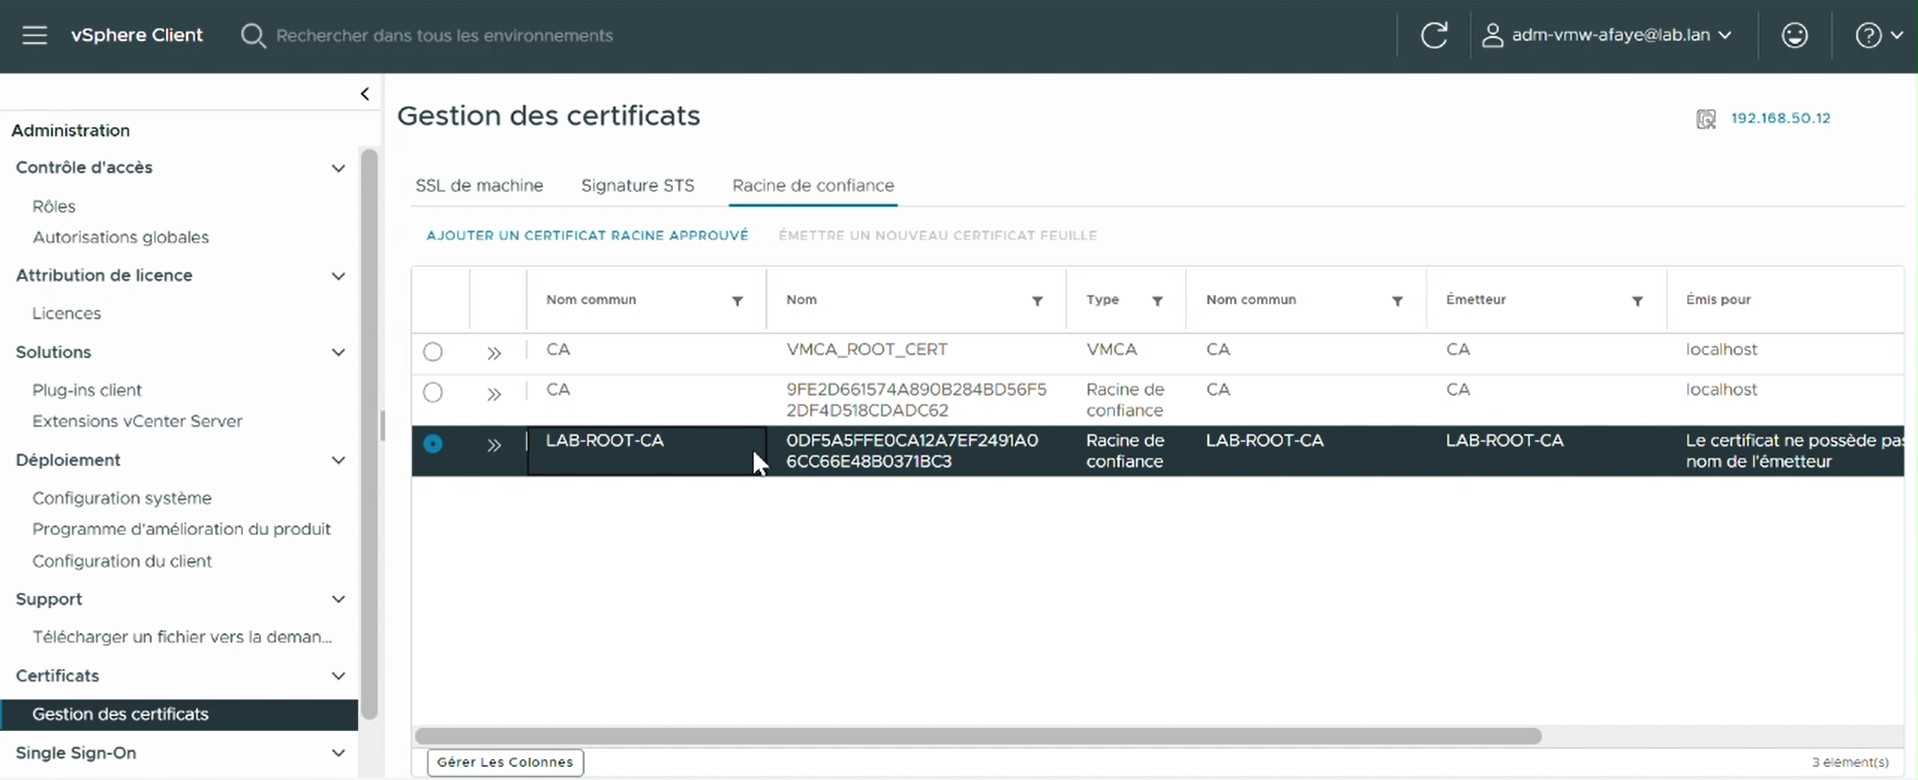 vSphere Client
Rechercher dans tous les environnements
adm-vmw-afaye@lab.lan
Administration
Contrôle d'accès
Rôles
Autorisations globales
Attribution de licence
Licences
Solutions
Plug-ins client
Extensions vCenter Server
Déploiement
Configuration système
Programme d'amélioration du produit
Configuration du client
Support
Télécharger un fichier vers la deman...
Certificats
Gestion des certificats
Single Sign-On
Gestion des certificats
192.168.50.12
SSL de machine Signature STS Racine de confiance
AJOUTER UN CERTIFICAT RACINE APPROUVÉ ÉMETTRE UN NOUVEAU CERTIFICAT FEUILLE
Nom commun Nom Type Nom commun Émetteur Émis pour
CA VMCA_ROOT_CERT VMCA CA CA localhost
CA 9FE2D661574A890B284BD56F5 Racine de CA CA localhost
2DF4D518CDADC62 confiance
LAB-ROOT-CA 0DF5A5FFE0CA12A7EF2491A0 Racine de LAB-ROOT-CA LAB-ROOT-CA Le certificat ne possède pas
6CC66E48B0371BC3 confiance nom de l'émetteur
Gérer Les Colonnes
3 élément(s)